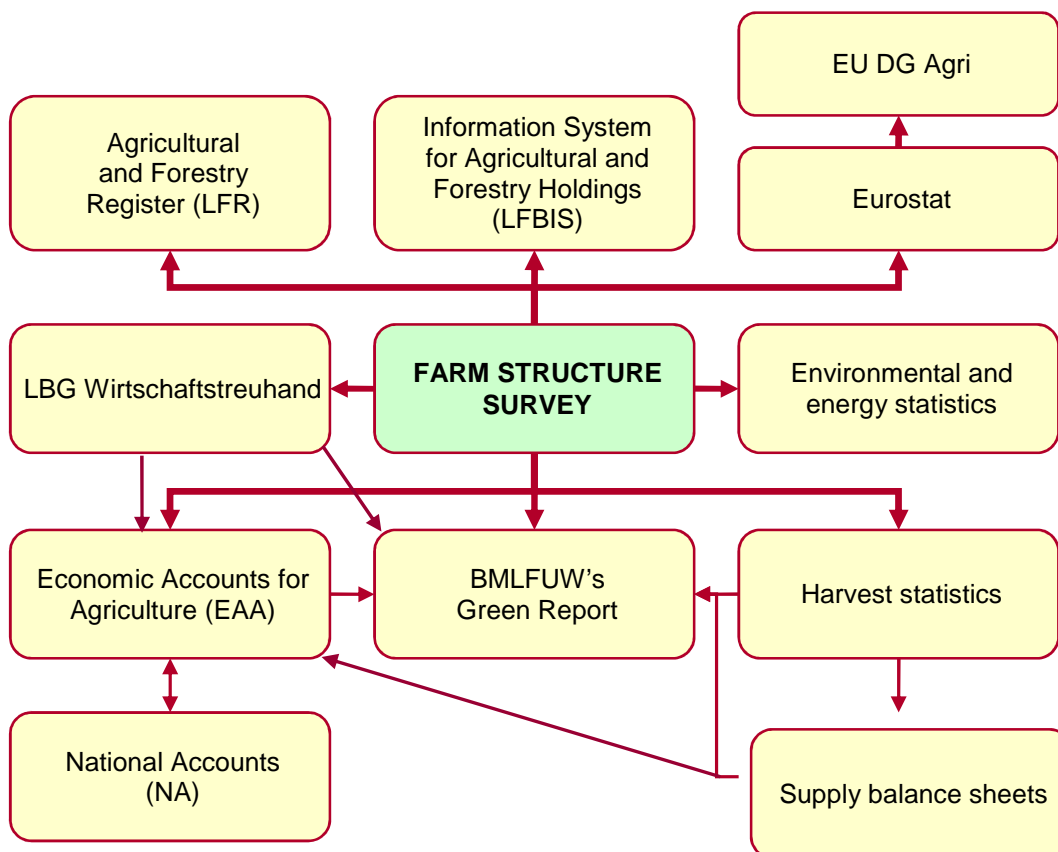 EU DG Agri
Agricultural
and Forestry
Register (LFR)
Information System
for Agricultural and
Forestry Holdings
(LFBIS)
Eurostat
LBG Wirtschaftstreuhand
FARM STRUCTURE
SURVEY
Environmental and
energy statistics
Economic Accounts for
Agriculture (EAA)
BMLFUW’s
Green Report
Harvest statistics
National Accounts
(NA)
Supply balance sheets